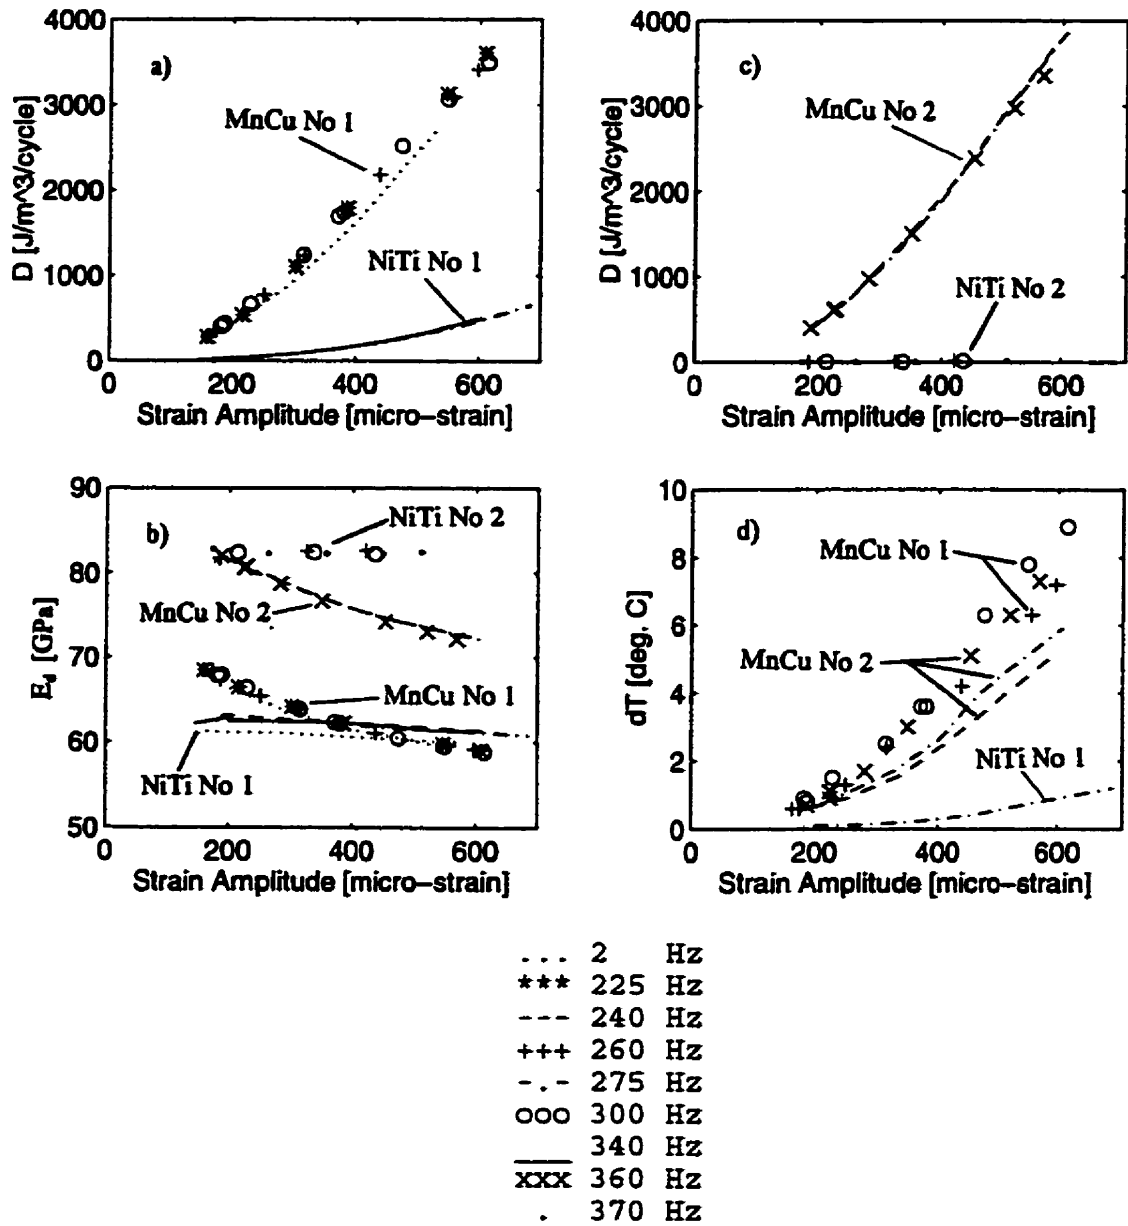 a)
4000
3000
2000
1000
0
D [J/m^3/cycle]
MnCu No 1
NiTi No 1
0 200 400 600
Strain Amplitude [micro-strain]
c)
4000
3000
2000
1000
0
D [J/m^3/cycle]
MnCu No 2
NiTi No 2
0 200 400 600
Strain Amplitude [micro-strain]
b)
90
80
70
60
50
E_d [GPa]
NiTi No 2
MnCu No 2
MnCu No 1
NiTi No 1
0 200 400 600
Strain Amplitude [micro-strain]
d)
10
8
6
4
2
0
dT [deg. C]
MnCu No 1
MnCu No 2
NiTi No 1
0 200 400 600
Strain Amplitude [micro-strain]
... 2 Hz
*** 225 Hz
--- 240 Hz
+++ 260 Hz
-.- 275 Hz
ooo 300 Hz
340 Hz
xxx 360 Hz
. 370 Hz